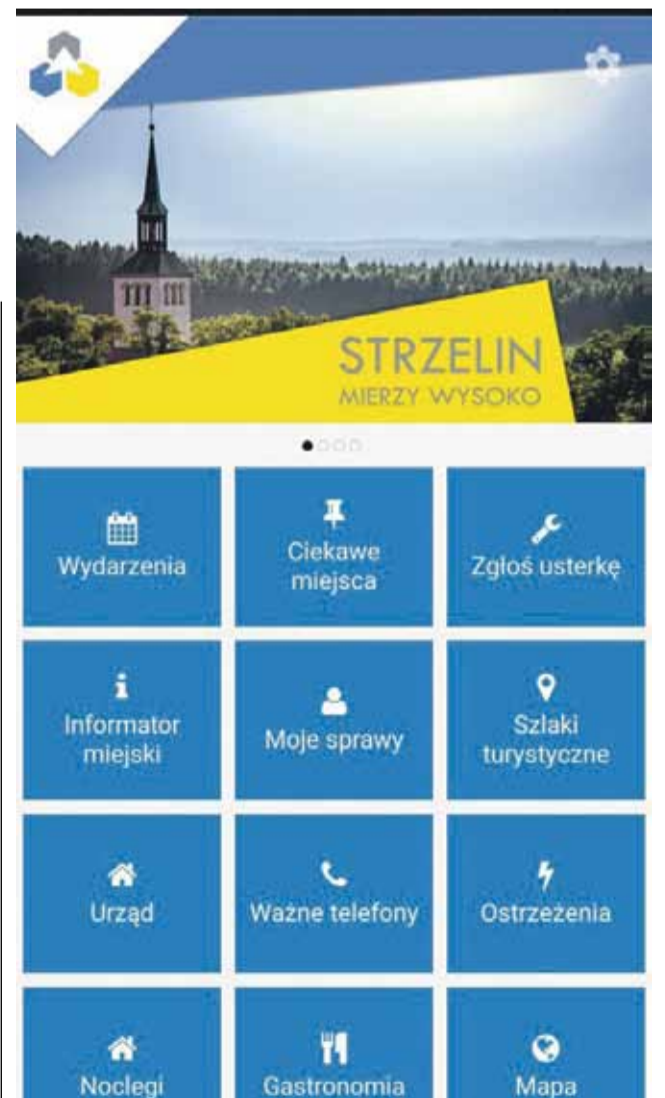 STRZELIN
MIERZY WYSOKO
Wydarzenia
Ciekawe
miejsca
Zgłoś usterkę
Informator
miejski
Moje sprawy
Szlaki
turystyczne
Urząd
Ważne telefony
Ostrzeżenia
Noclegi
Gastronomia
Mapa